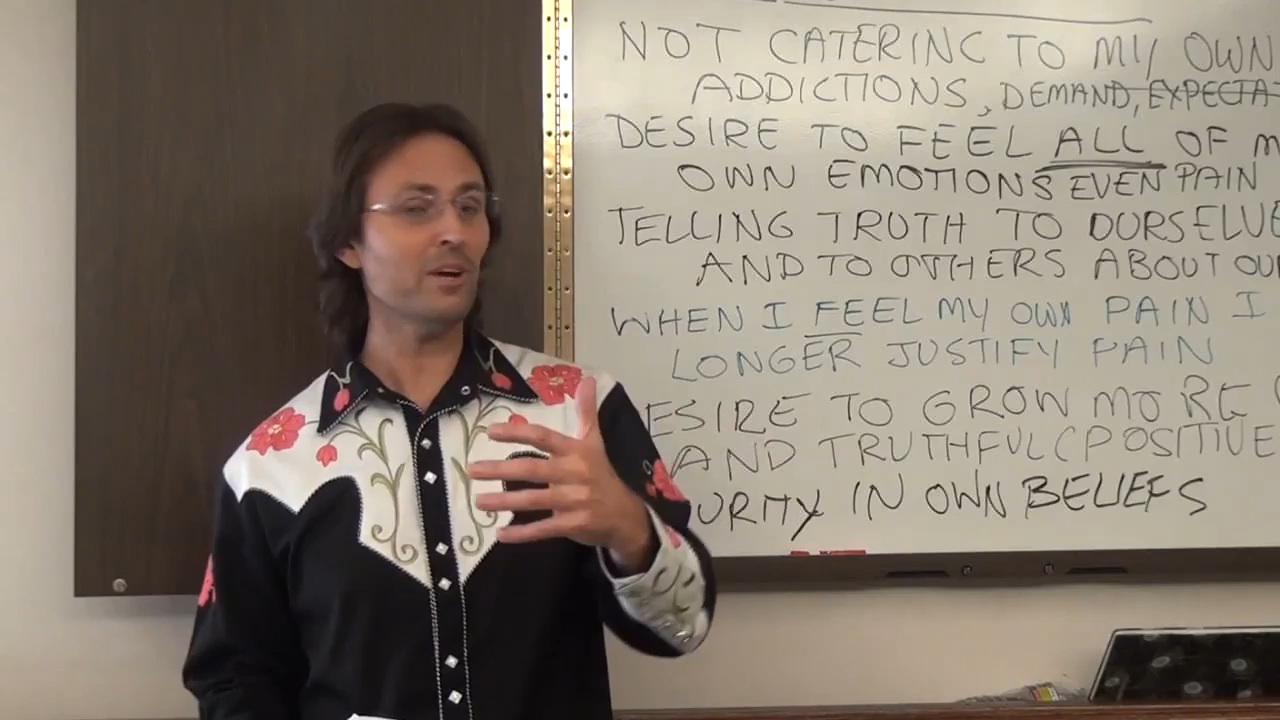 NOT CATERING TO MY OWN
ADDICTIONS, DEMAND, EXPECTA
DESIRE TO FEEL ALL OF M
OWN EMOTIONS EVEN PAIN
TELLING TRUTH TO OURSELVE
AND TO OTHERS ABOUT OUR
WHEN I FEEL MY OWN PAIN I
LONGER JUSTIFY PAIN
ESIRE TO GROW MORE
AND TRUTHFUL (POSITIVE
URITY IN OWN BELIEFS